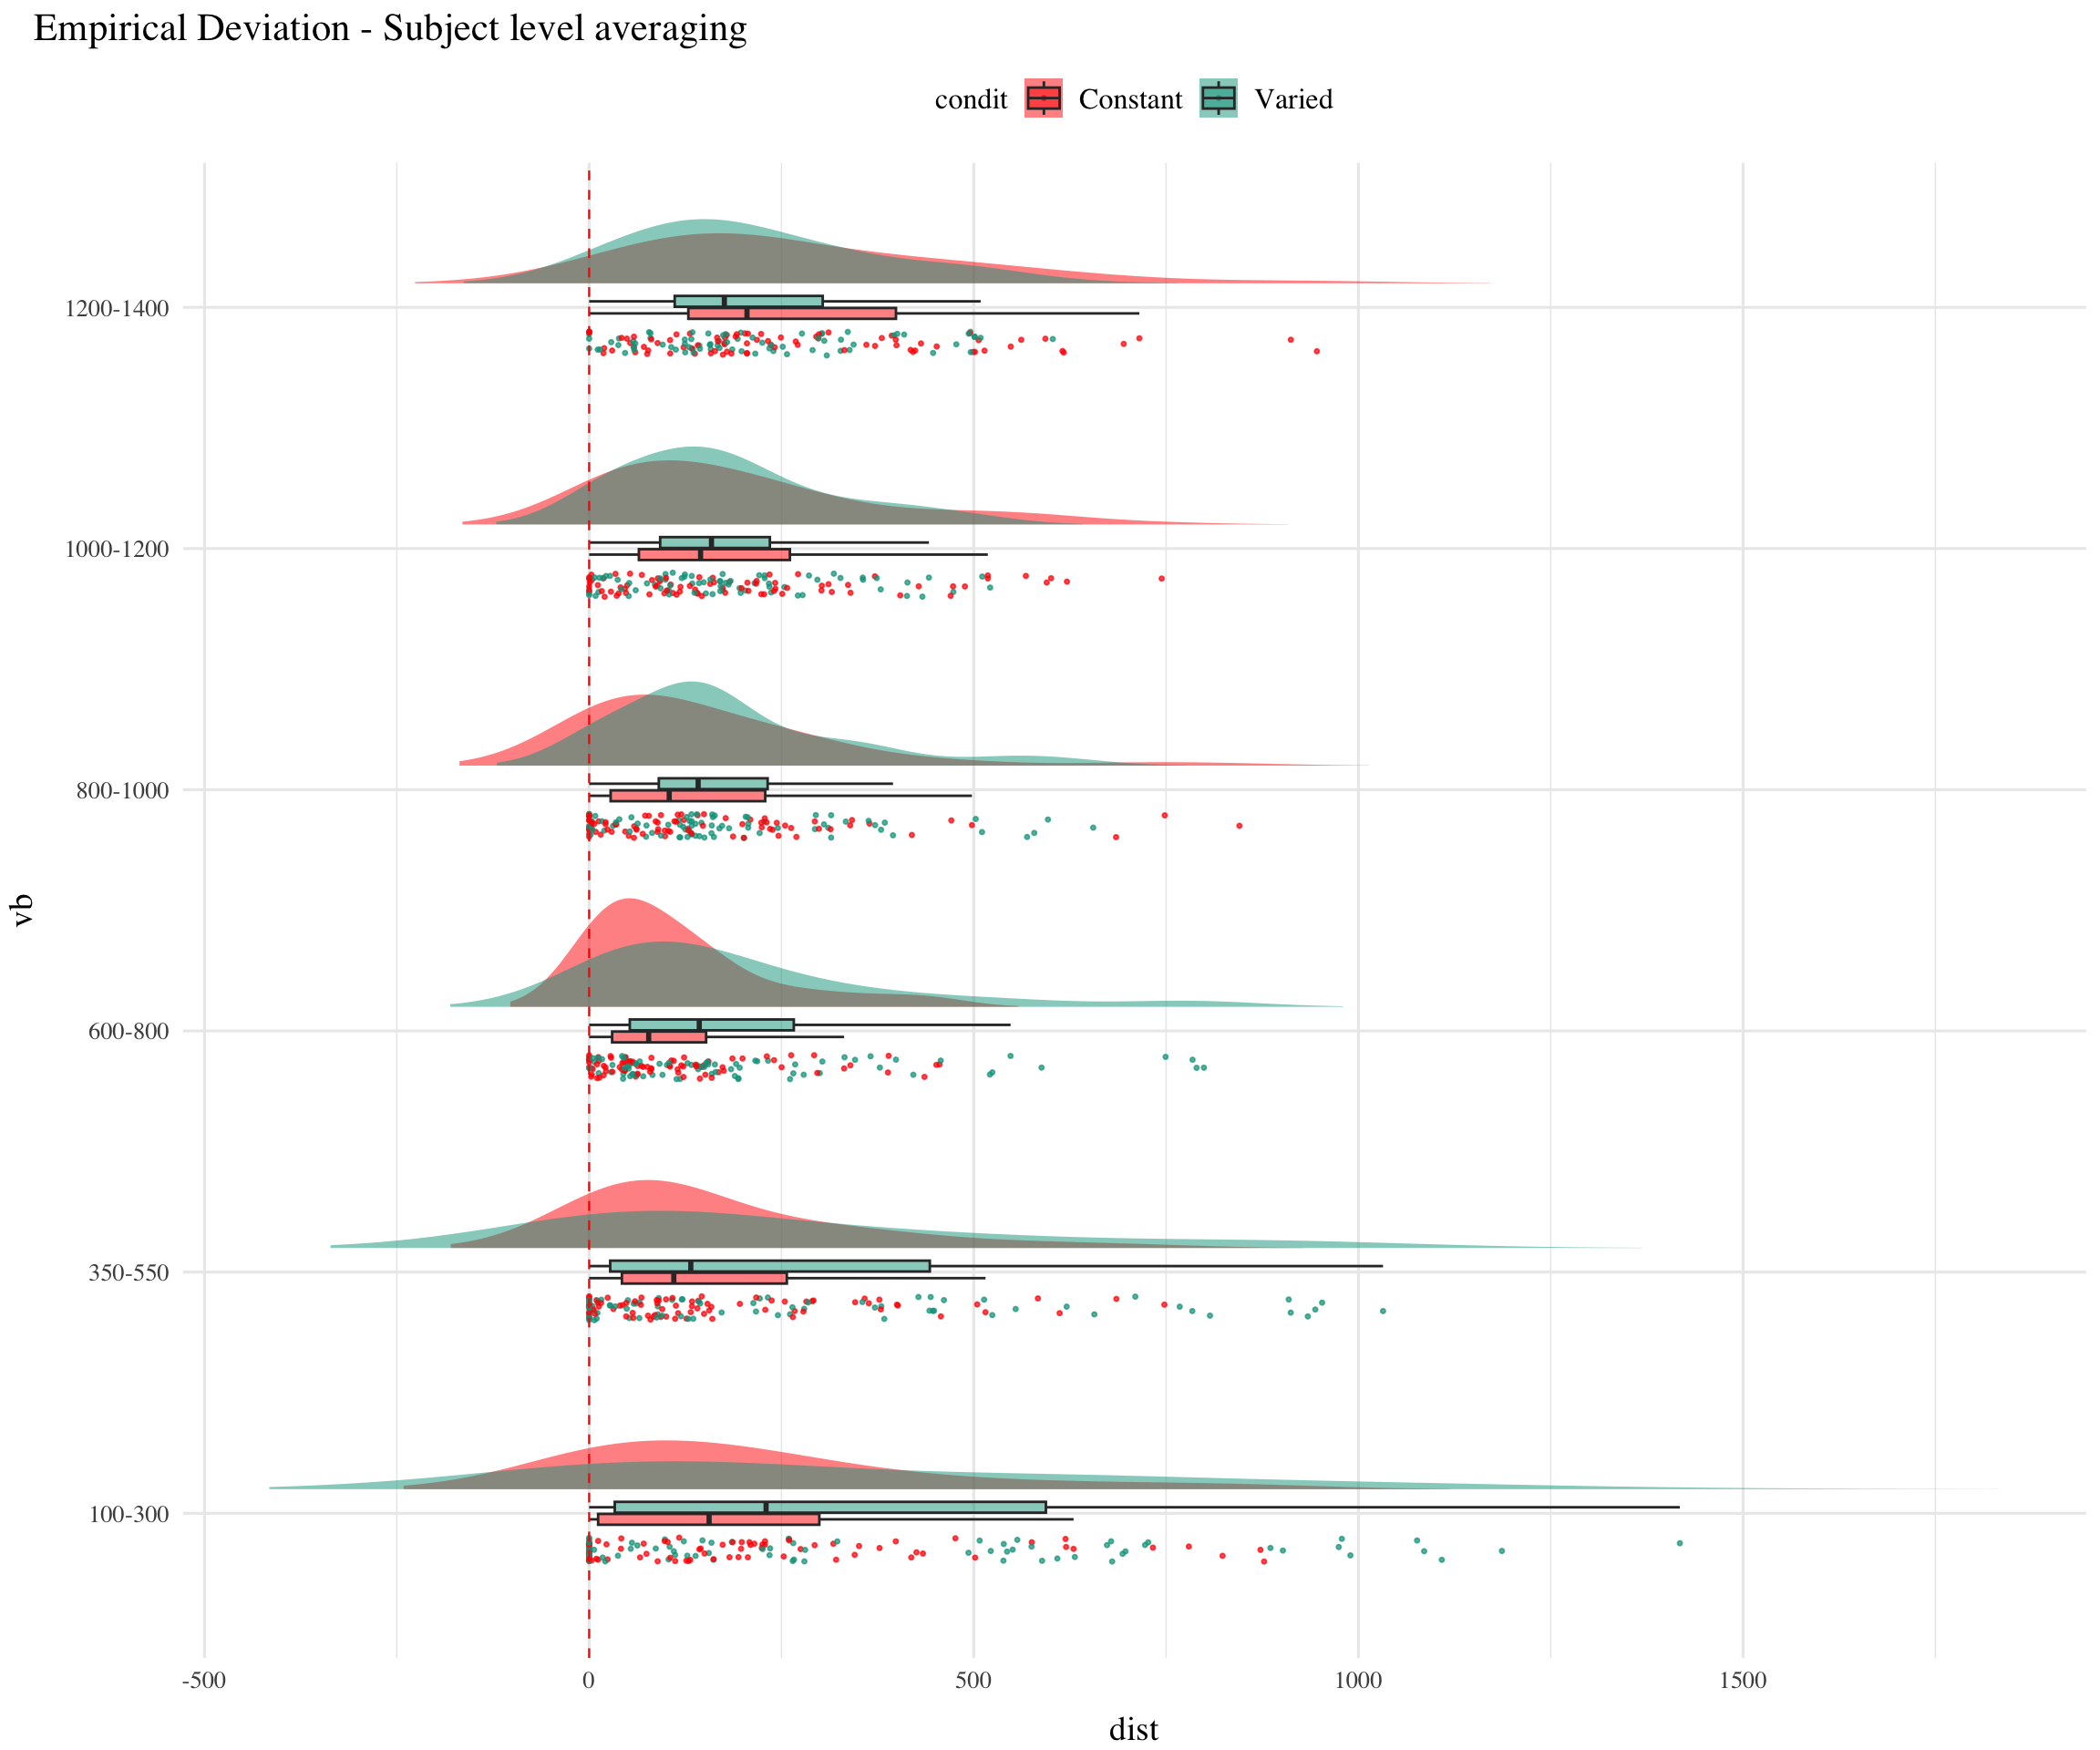 Empirical Deviation - Subject level averaging
condit Constant Varied
1200-1400
1000-1200
800-1000
vb
600-800
350-550
100-300
-500 0 500 1000 1500
dist